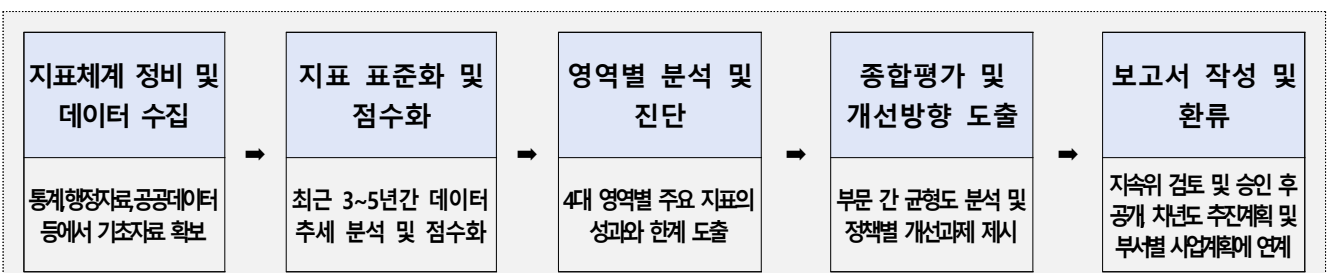 지표체계 정비 및
데이터 수집
통계,행정자료,공공데이터
등에서 기초자료 확보
➡
지표 표준화 및
점수화
최근 3~5년간 데이터
추세 분석 및 점수화
➡
영역별 분석 및
진단
4대 영역별 주요 지표의
성과와 한계 도출
➡
종합평가 및
개선방향 도출
부문 간 균형도 분석 및
정책별 개선과제 제시
➡
보고서 작성 및
환류
지속위 검토 및 승인 후
공개, 차년도 추진계획 및
부서별 사업계획에 연계